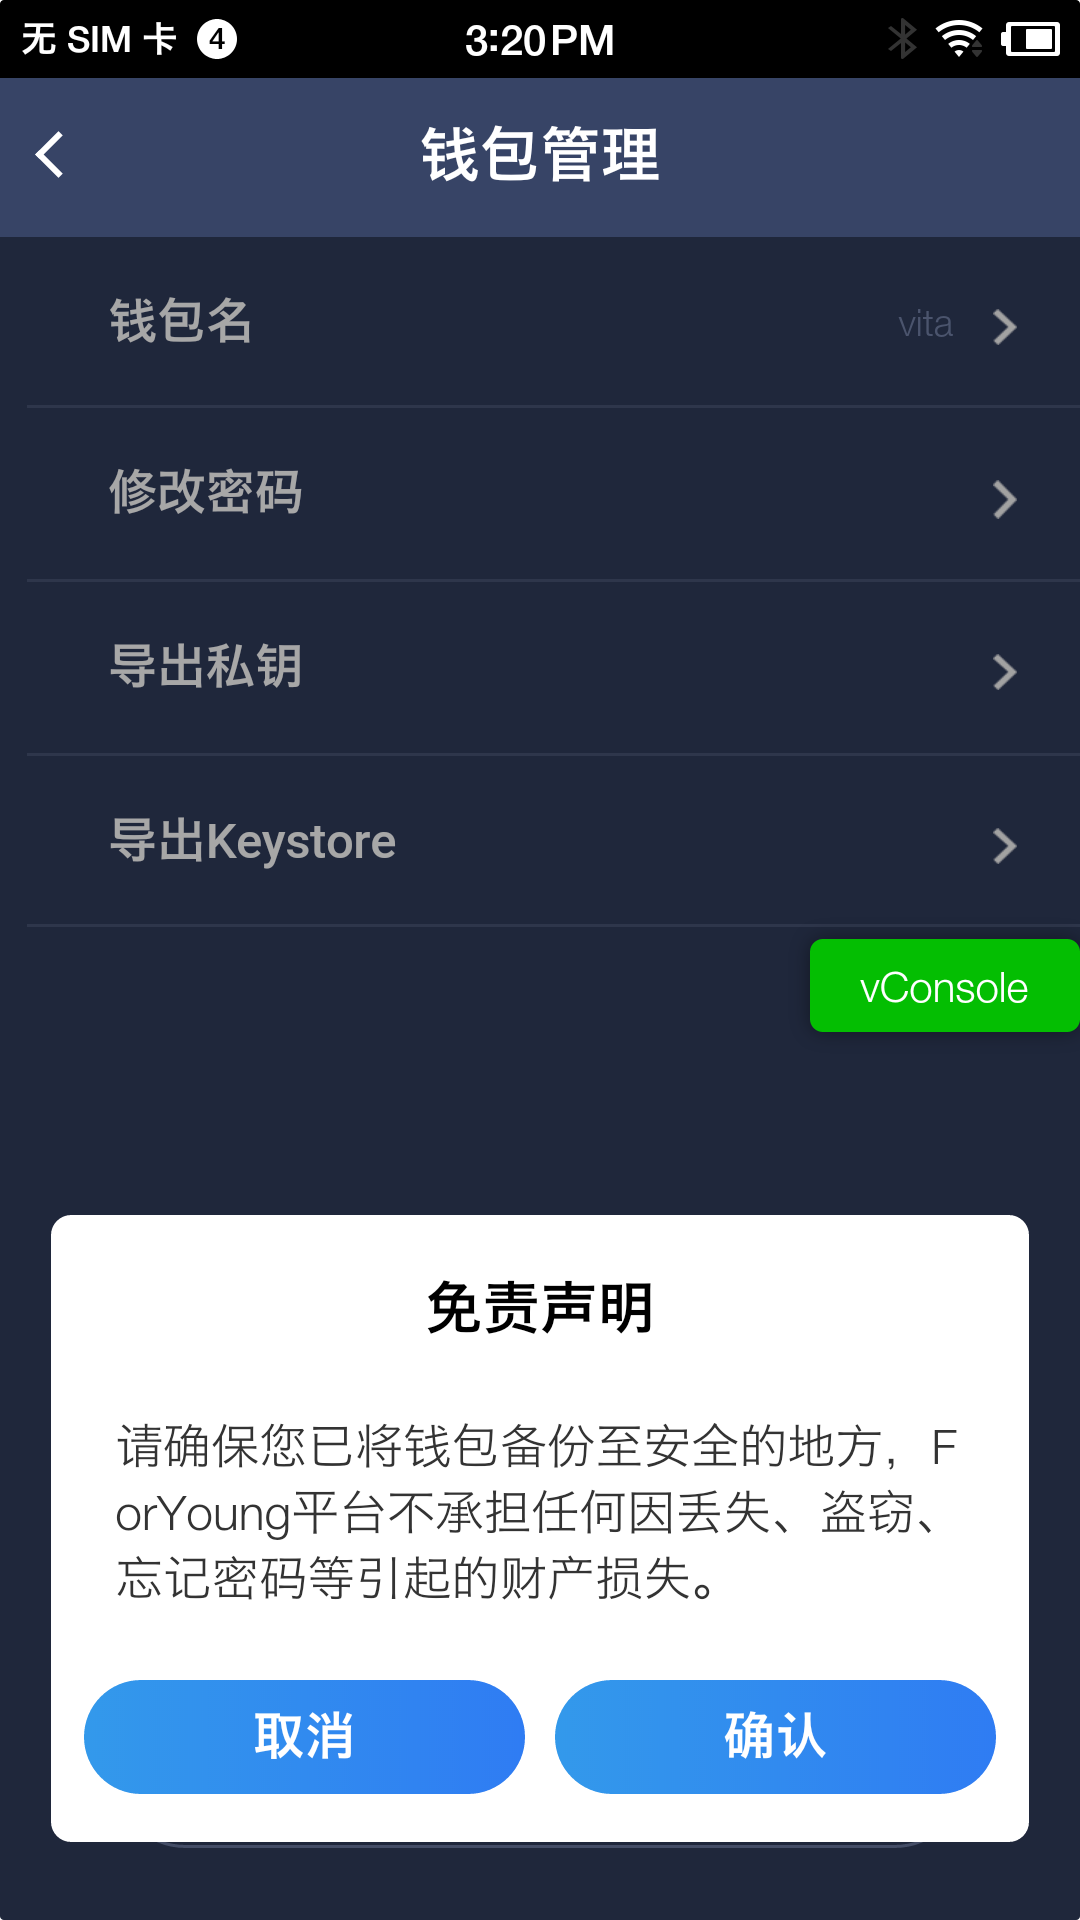 无 SIM 卡 4 3:20 PM
钱包管理
钱包名 vita
修改密码
导出私钥
导出Keystore
vConsole
免责声明
请确保您已将钱包备份至安全的地方，F
orYoung平台不承担任何因丢失、盗窃、
忘记密码等引起的财产损失。
取消 确认